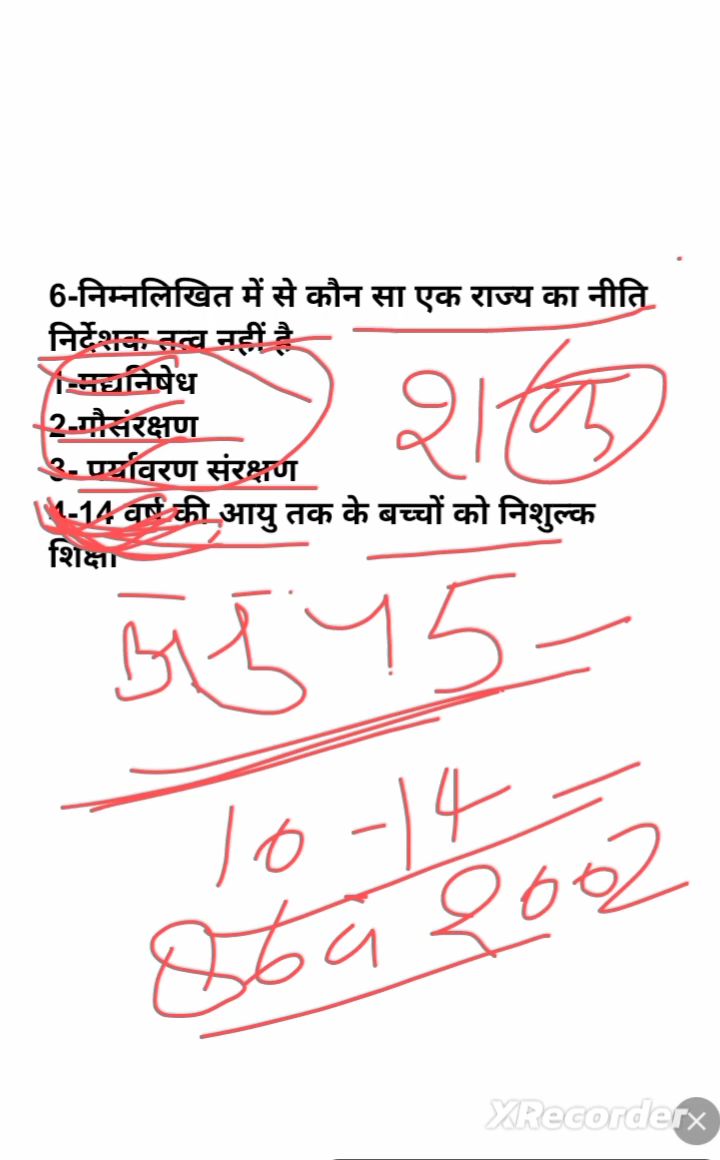 6-निम्नलिखित में से कौन सा एक राज्य का नीति
निर्देशक तत्व नहीं है
1-मद्यनिषेध
2-गौसंरक्षण
3- पर्यावरण संरक्षण
4-14 वर्ष की आयु तक के बच्चों को निशुल्क
शिक्षा
45 -
10-14 =
86वा 2002
XRecorder